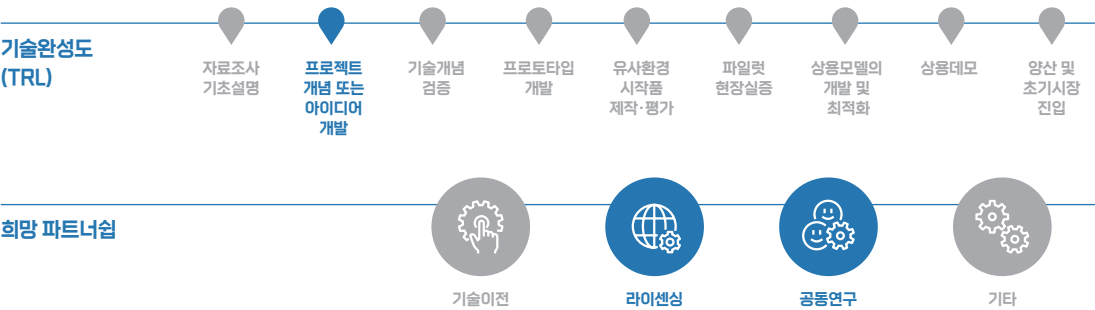 기술완성도
(TRL)
자료조사
기초설명
프로젝트
개념 또는
아이디어
개발
기술개념
검증
프로토타입
개발
유사환경
시작품
제작·평가
파일럿
현장실증
상용모델의
개발 및
최적화
상용데모
양산 및
초기시장
진입
희망 파트너쉽
기술이전
라이센싱
공동연구
기타